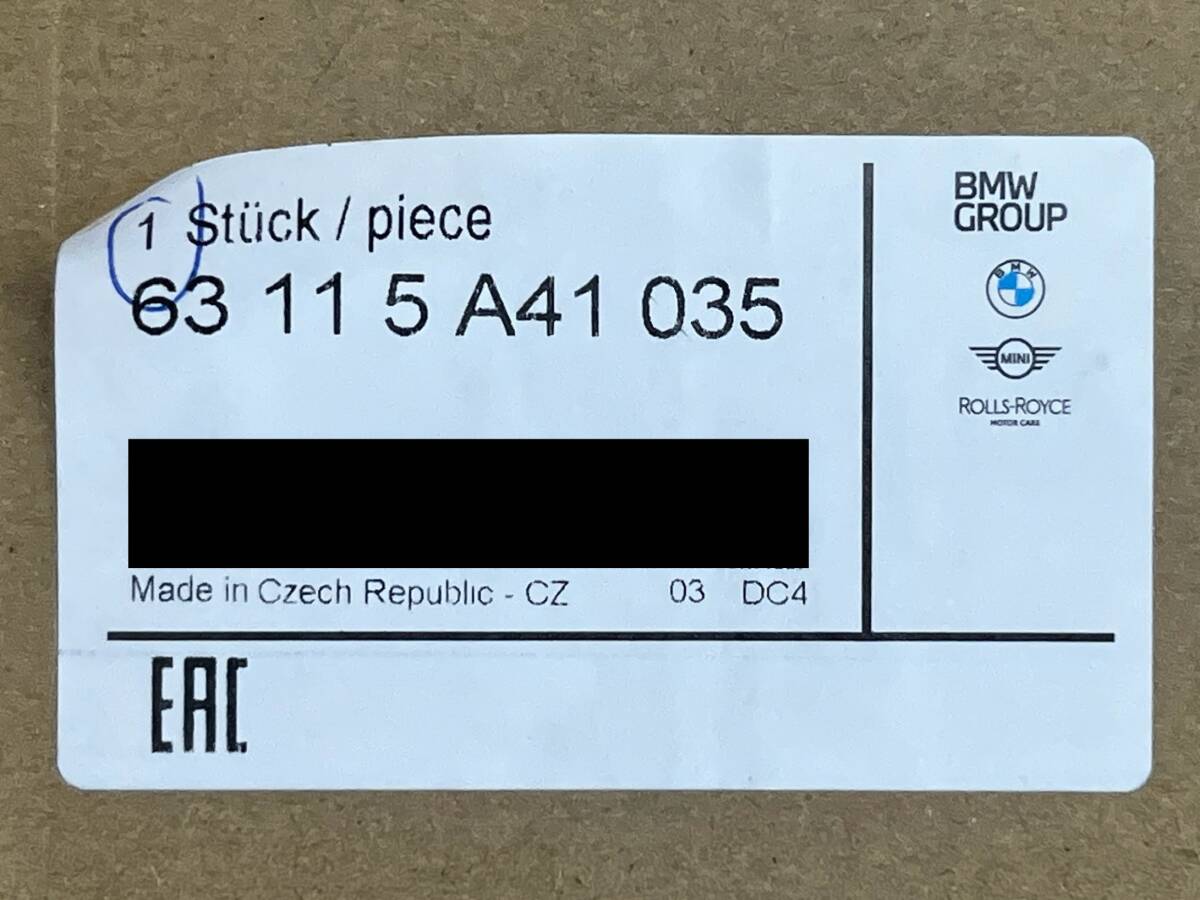 1 Stück / piece
63 11 5 A41 035
Made in Czech Republic - CZ 03 DC4
EAC
BMW
GROUP
BMW
MINI
ROLLS-ROYCE
MOTOR CARS